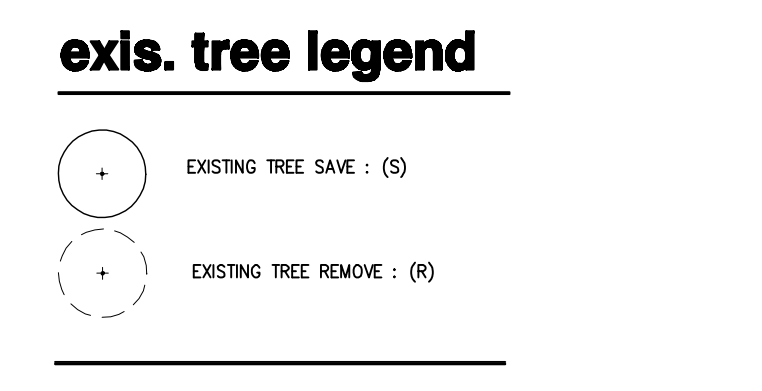 exis. tree legend
EXISTING TREE SAVE : (S)
EXISTING TREE REMOVE : (R)